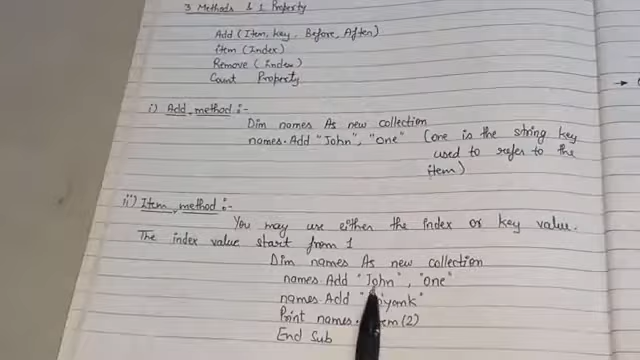 3 Methods & 1 Property
Add (Item, Key, Before, After)
Item (Index)
Remove (Index)
Count Property
i) Add method :-
Dim names As new collection
names.Add "John", "one" (one is the string key
used to refer to the
item)
ii) Item method :-
You may use either the index or key value.
The index value start from 1
Dim names As new collection
names Add "John", "one"
names Add
Print names. (2)
End Sub